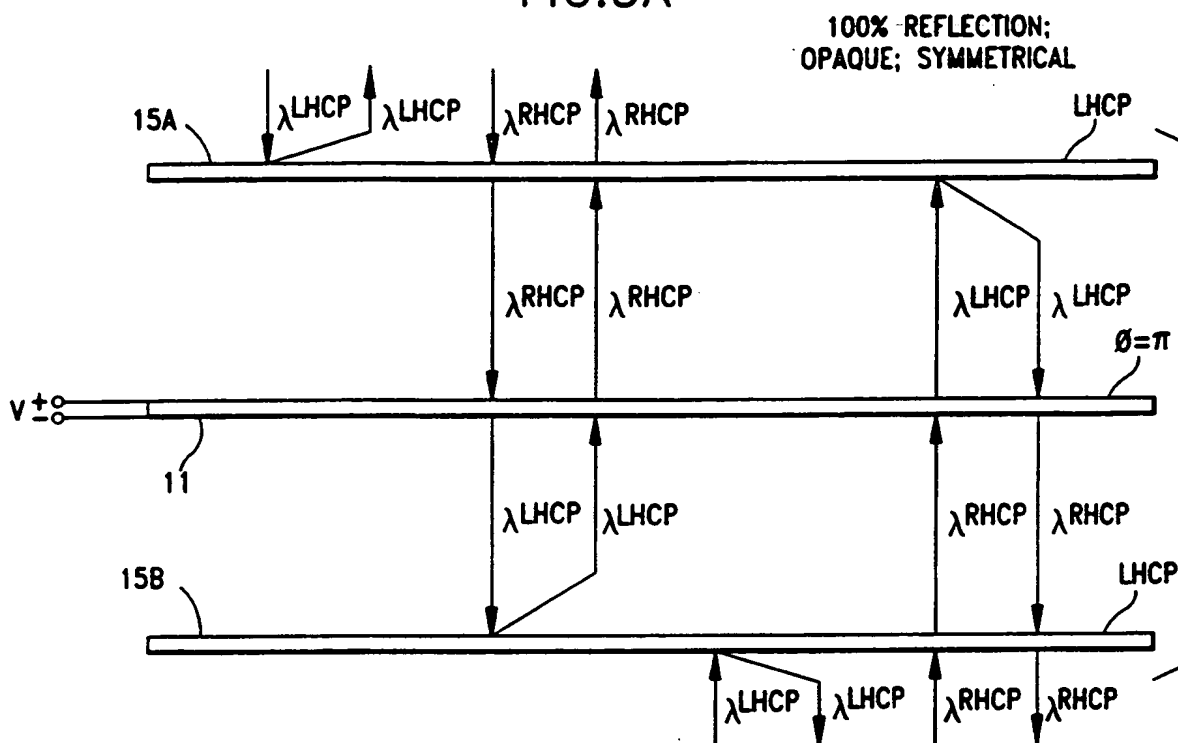 100% REFLECTION;
OPAQUE; SYMMETRICAL
15A
λLHCP
λLHCP
λRHCP
λRHCP
LHCP
λRHCP
λRHCP
λLHCP
λLHCP
Ø=π
V + -
11
λLHCP
λLHCP
λRHCP
λRHCP
15B
LHCP
λLHCP
λLHCP
λRHCP
λRHCP